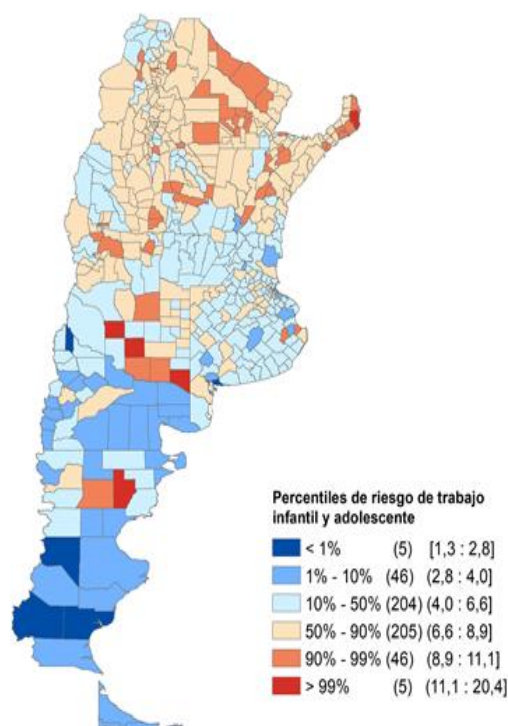 Percentiles de riesgo de trabajo
infantil y adolescente
< 1% (5) [1,3 : 2,8]
1% - 10% (46) (2,8 : 4,0]
10% - 50% (204) (4,0 : 6,6]
50% - 90% (205) (6,6 : 8,9]
90% - 99% (46) (8,9 : 11,1]
> 99% (5) (11,1 : 20,4]